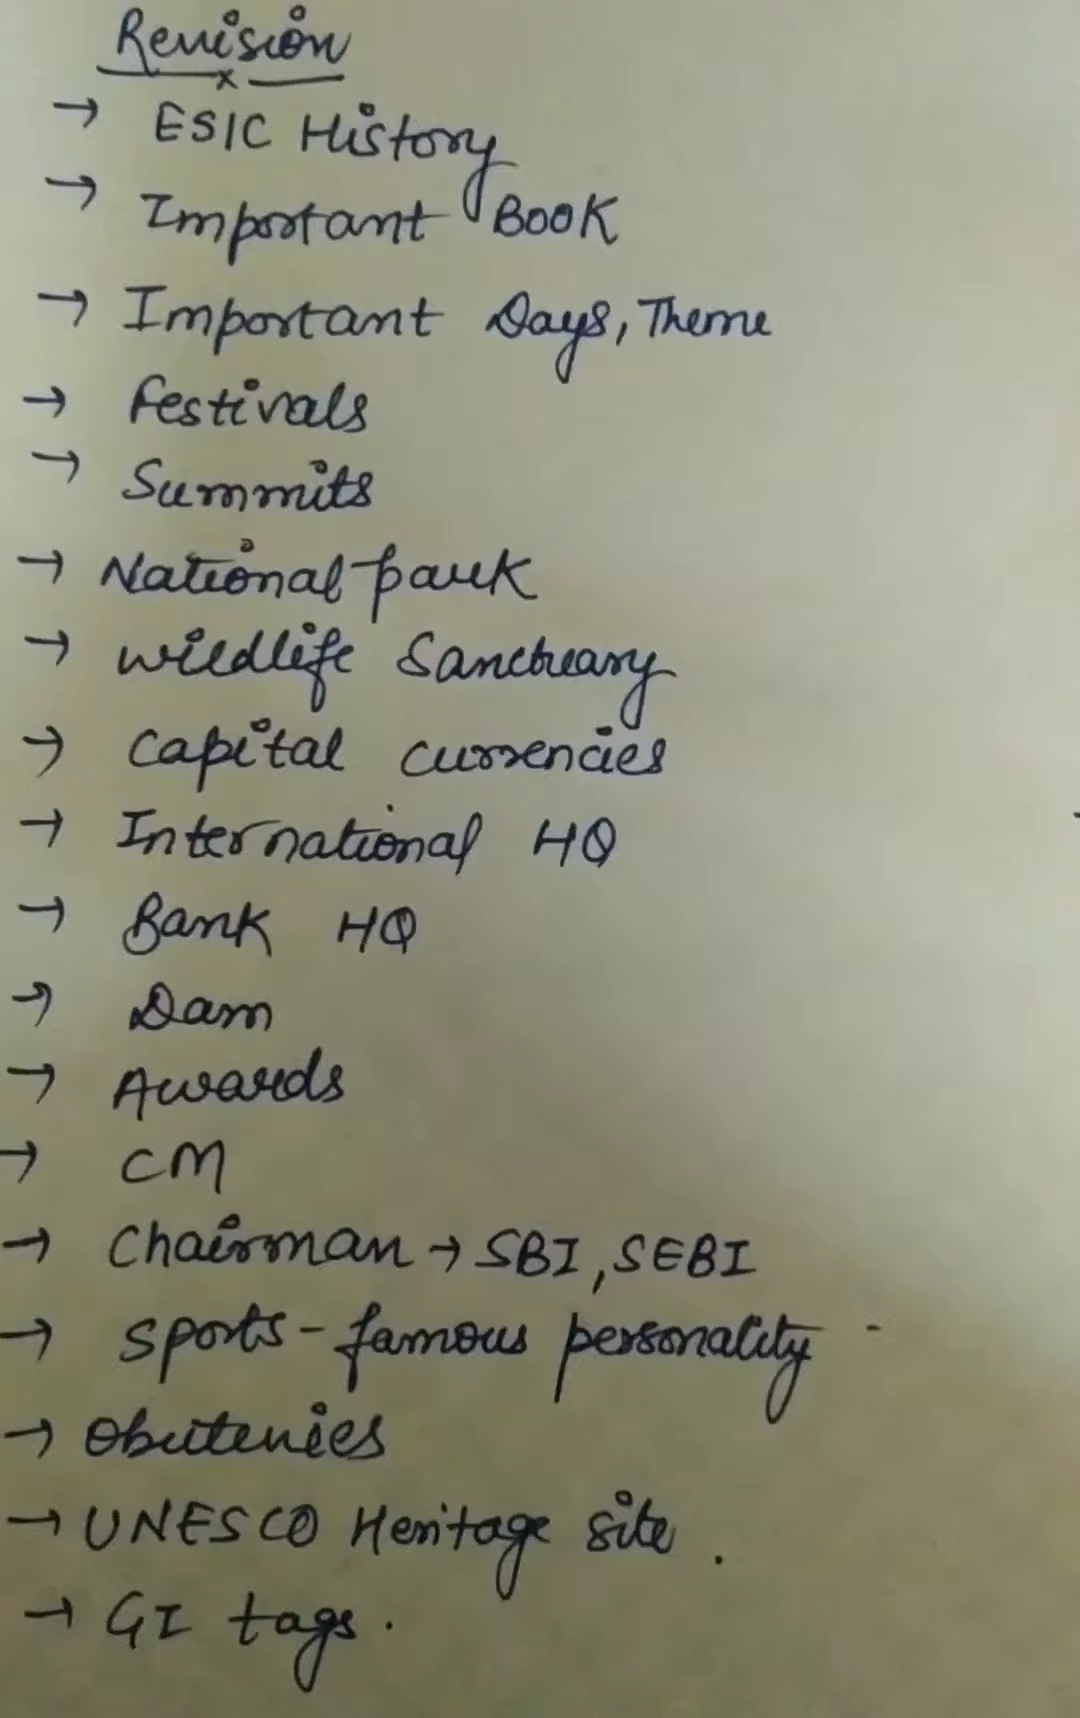 Revision
→ ESIC History
→ Important BOOK
→ Important Days, Theme
→ Festivals
→ Summits
→ National park
→ wildlife Sanctuary
→ Capital currencies
→ International HQ
→ Bank HQ
→ Dam
→ Awards
→ CM
→ Chairman → SBI, SEBI
→ Sports - famous personality -
→ Obutenies
→ UNESCO Heritage site.
→ GI tags.